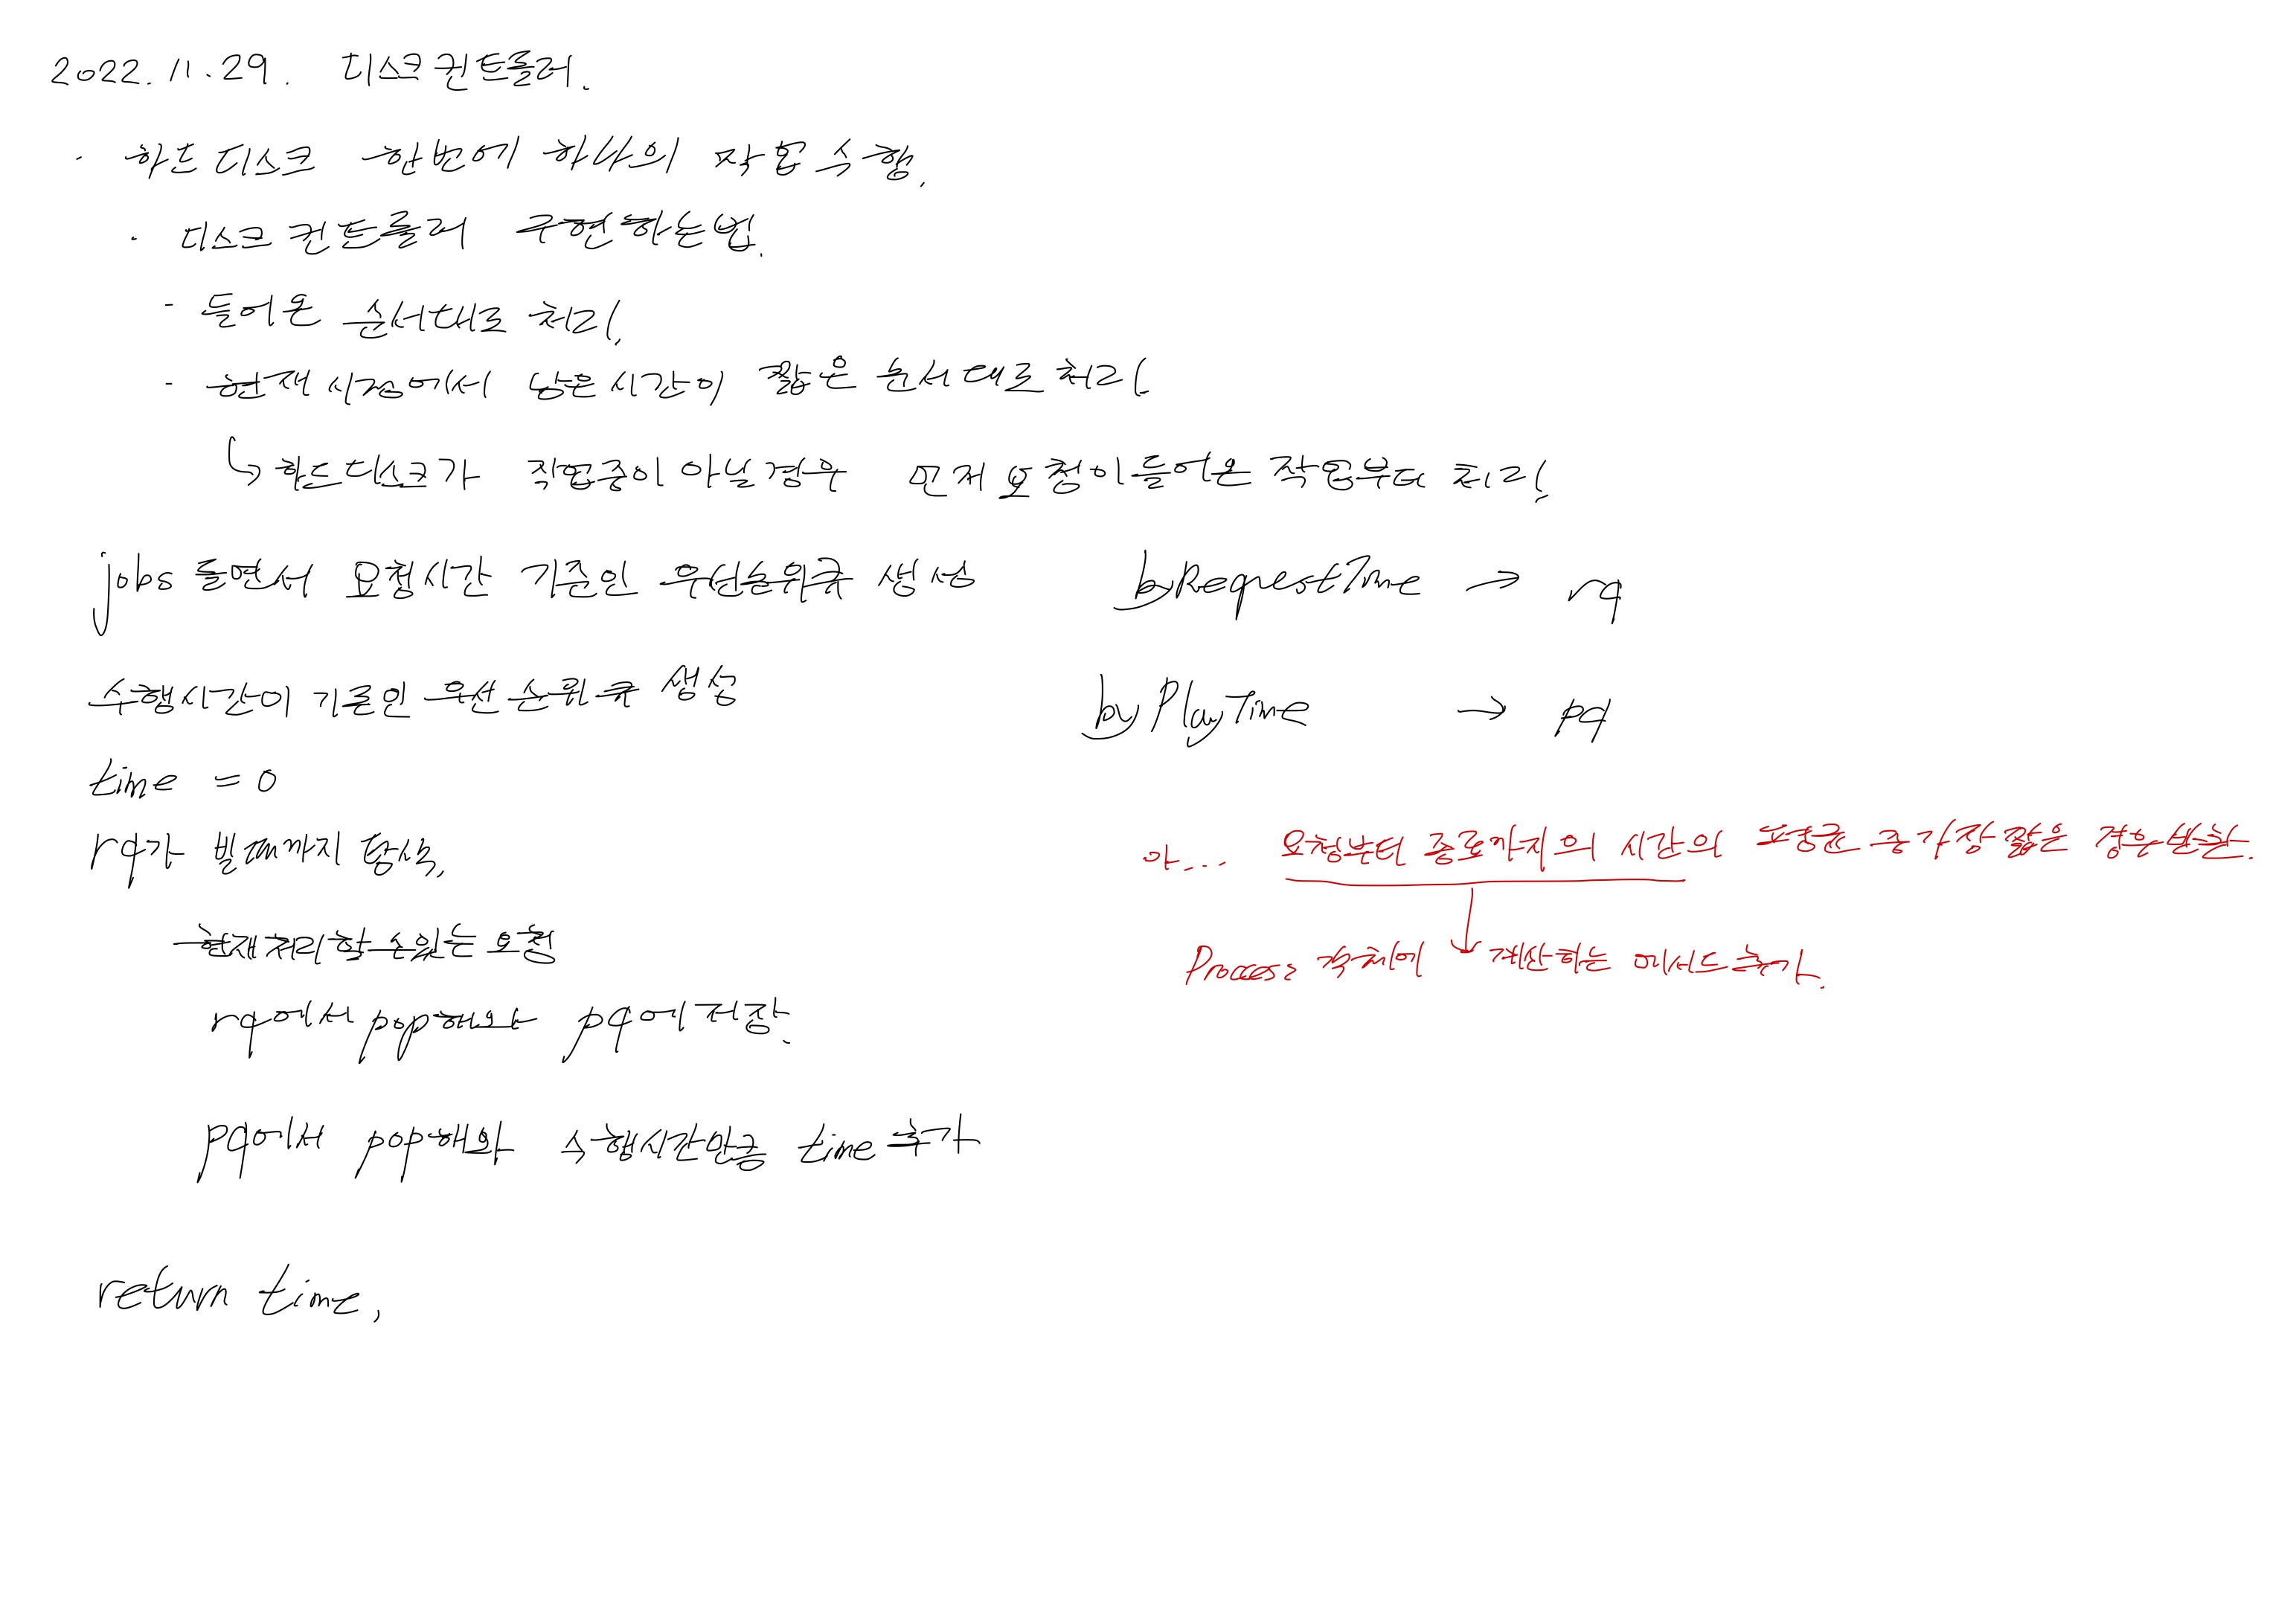 2022.11.29. 디스크컨트롤러.
· 하드디스크 한번에 하나의 작업 수행.
· 디스크컨트롤러 구현하는법.
- 들어온 순서대로 처리.
- 현재시점에서 남은시간이 짧은 순서대로처리.
↳ 하드디스크가 작업중이 아닐경우 먼저요청이들어온 작업부터 처리.
jobs 돌면서 요청시간 기준인 우선순위큐 생성 byRequestTime → rq
수행시간이 기준인 우선순위큐 생성 byPlayTime → pq
time = 0
rq가 빌때까지 탐색.
아... 요청부터 종료까지의 시간의 평균 중 가장 짧은 경우반환.
Process 객체에 계산하는 메서드추가.
현재처리할수있는 요청
rq에서 pop해와 pq에저장.
pq에서 pop해와 수행시간만큼 time 추가
return time.